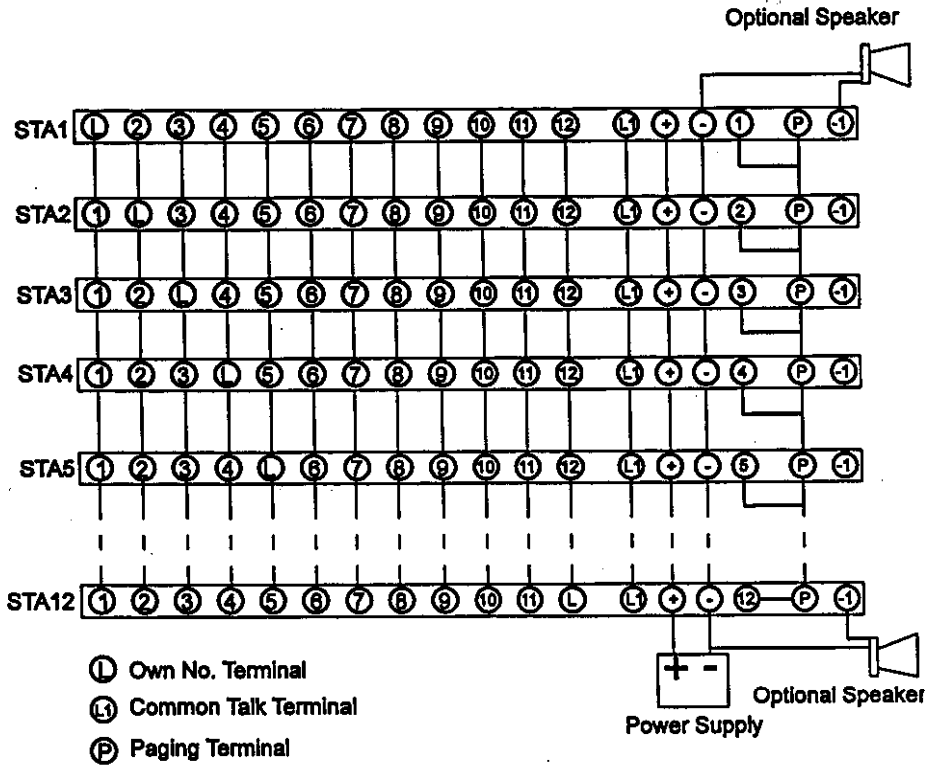 Optional Speaker
STA1 L 2 3 4 5 6 7 8 9 10 11 12 L1 + - 1 P -1
STA2 1 L 3 4 5 6 7 8 9 10 11 12 L1 + - 2 P -1
STA3 1 2 L 4 5 6 7 8 9 10 11 12 L1 + - 3 P -1
STA4 1 2 3 L 5 6 7 8 9 10 11 12 L1 + - 4 P -1
STA5 1 2 3 4 L 6 7 8 9 10 11 12 L1 + - 5 P -1
STA12 1 2 3 4 5 6 7 8 9 10 11 L L1 + - 12 P -1
L Own No. Terminal
+ -
L1 Common Talk Terminal
Optional Speaker
Power Supply
P Paging Terminal